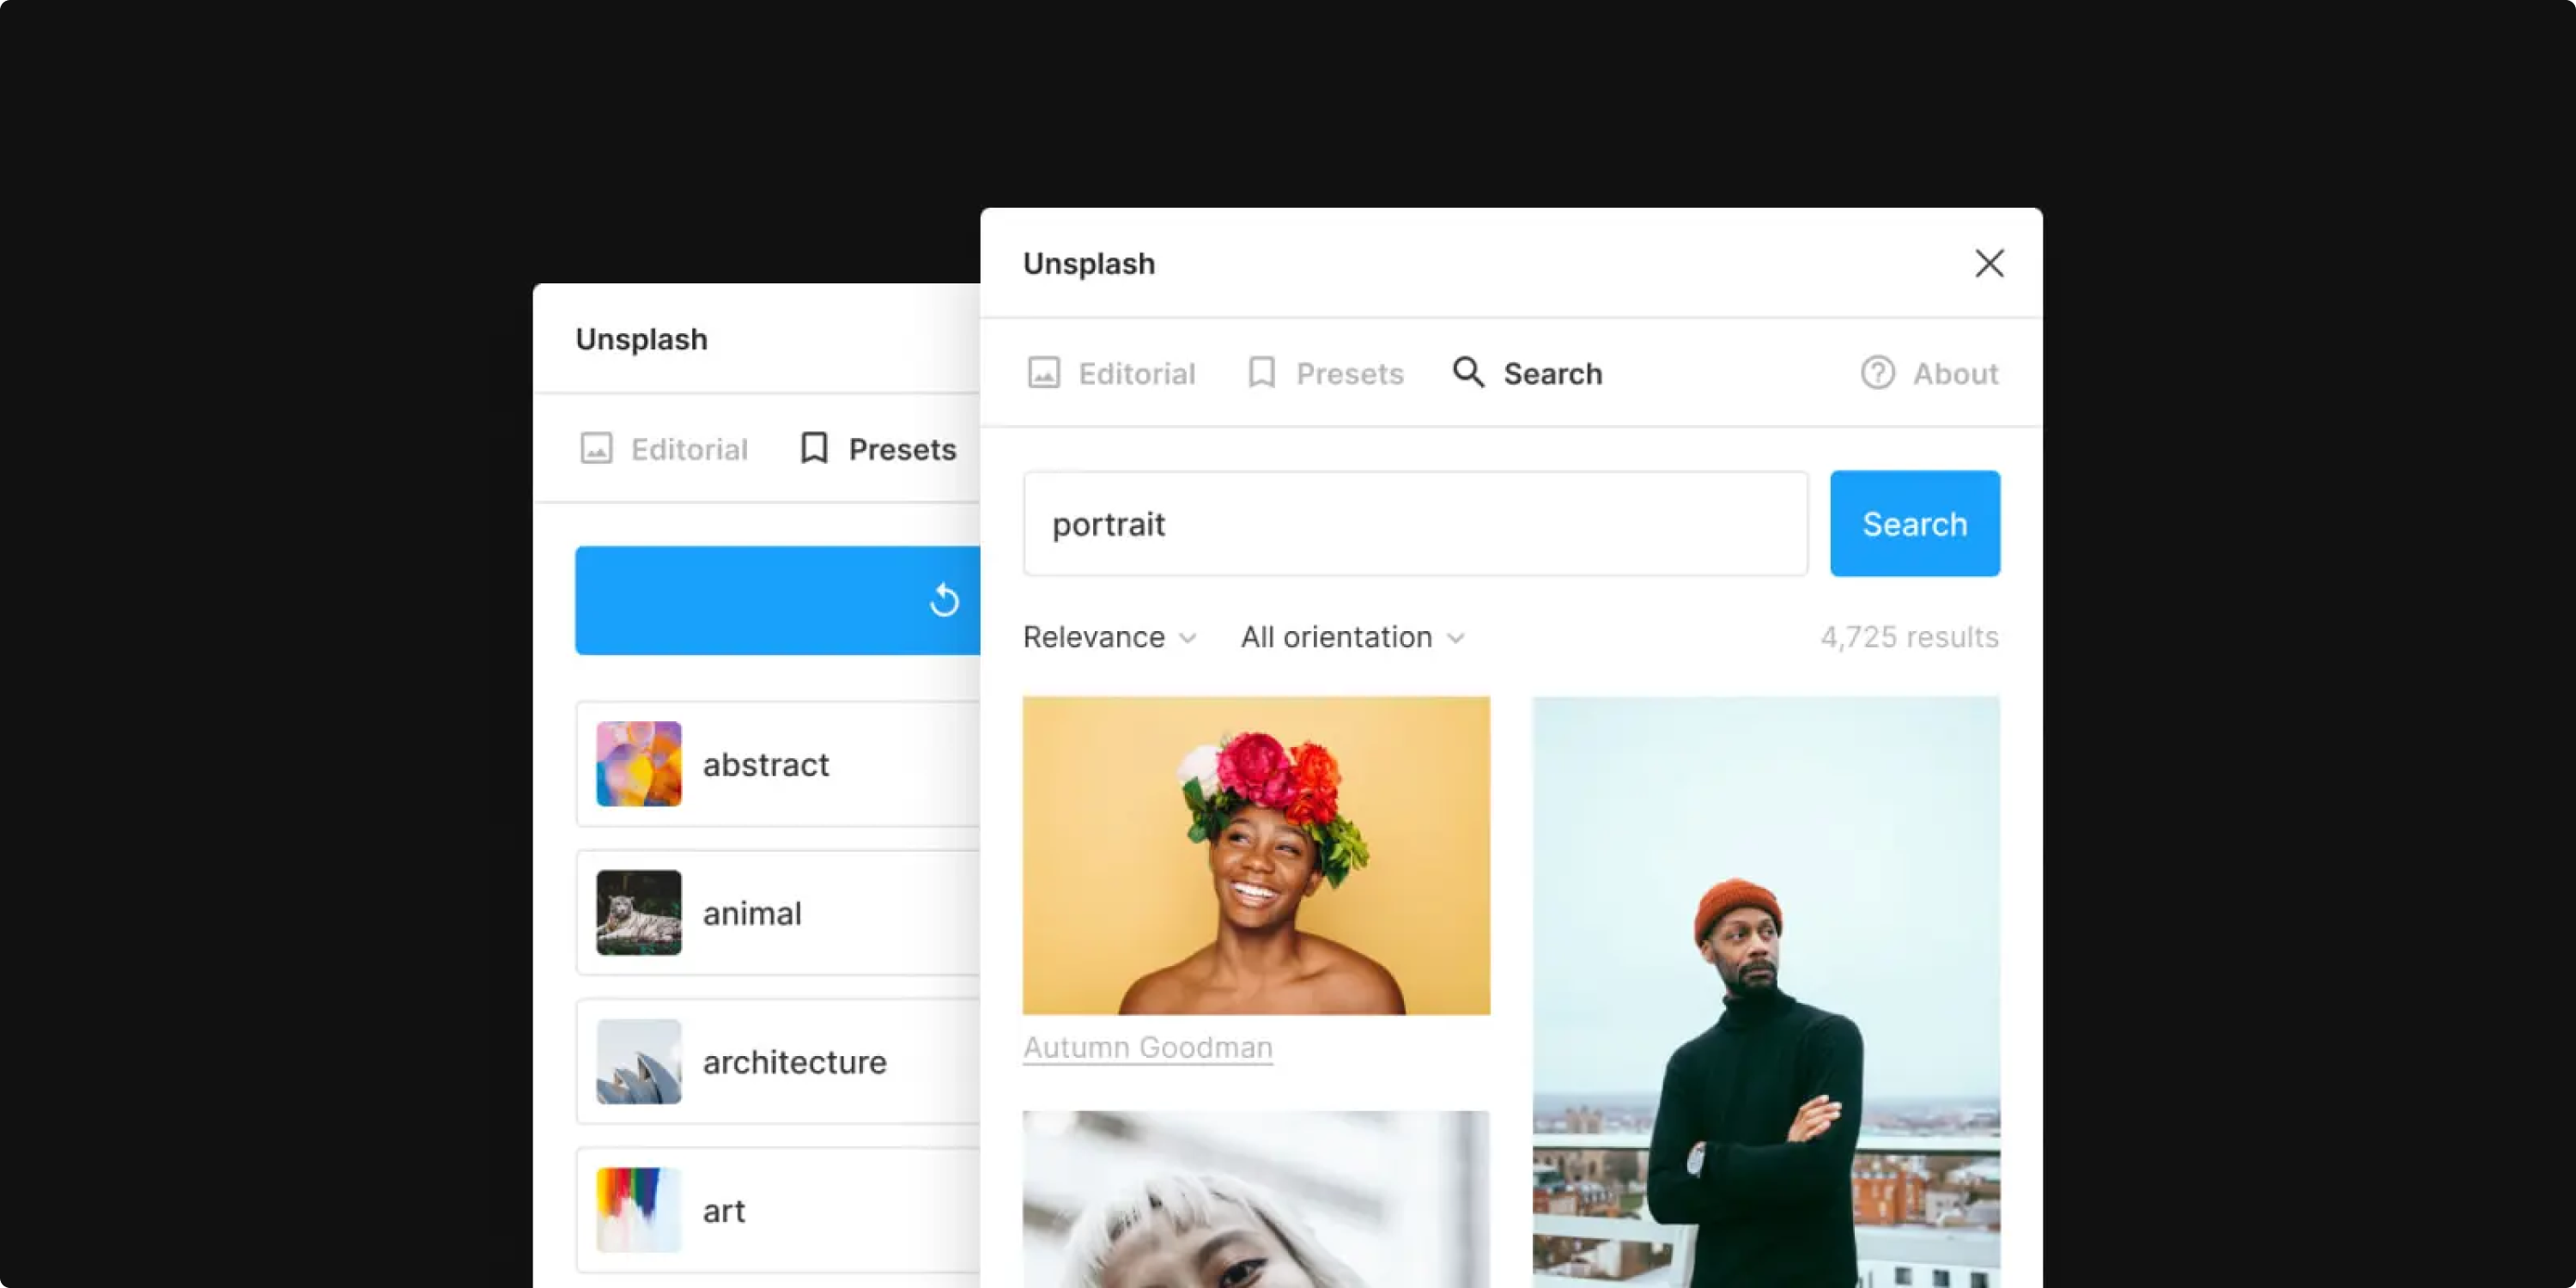 Unsplash
Editorial
Presets
abstract
animal
architecture
art
Unsplash
Editorial
Presets
Search
About
portrait
Search
Relevance
All orientation
4,725 results
Autumn Goodman